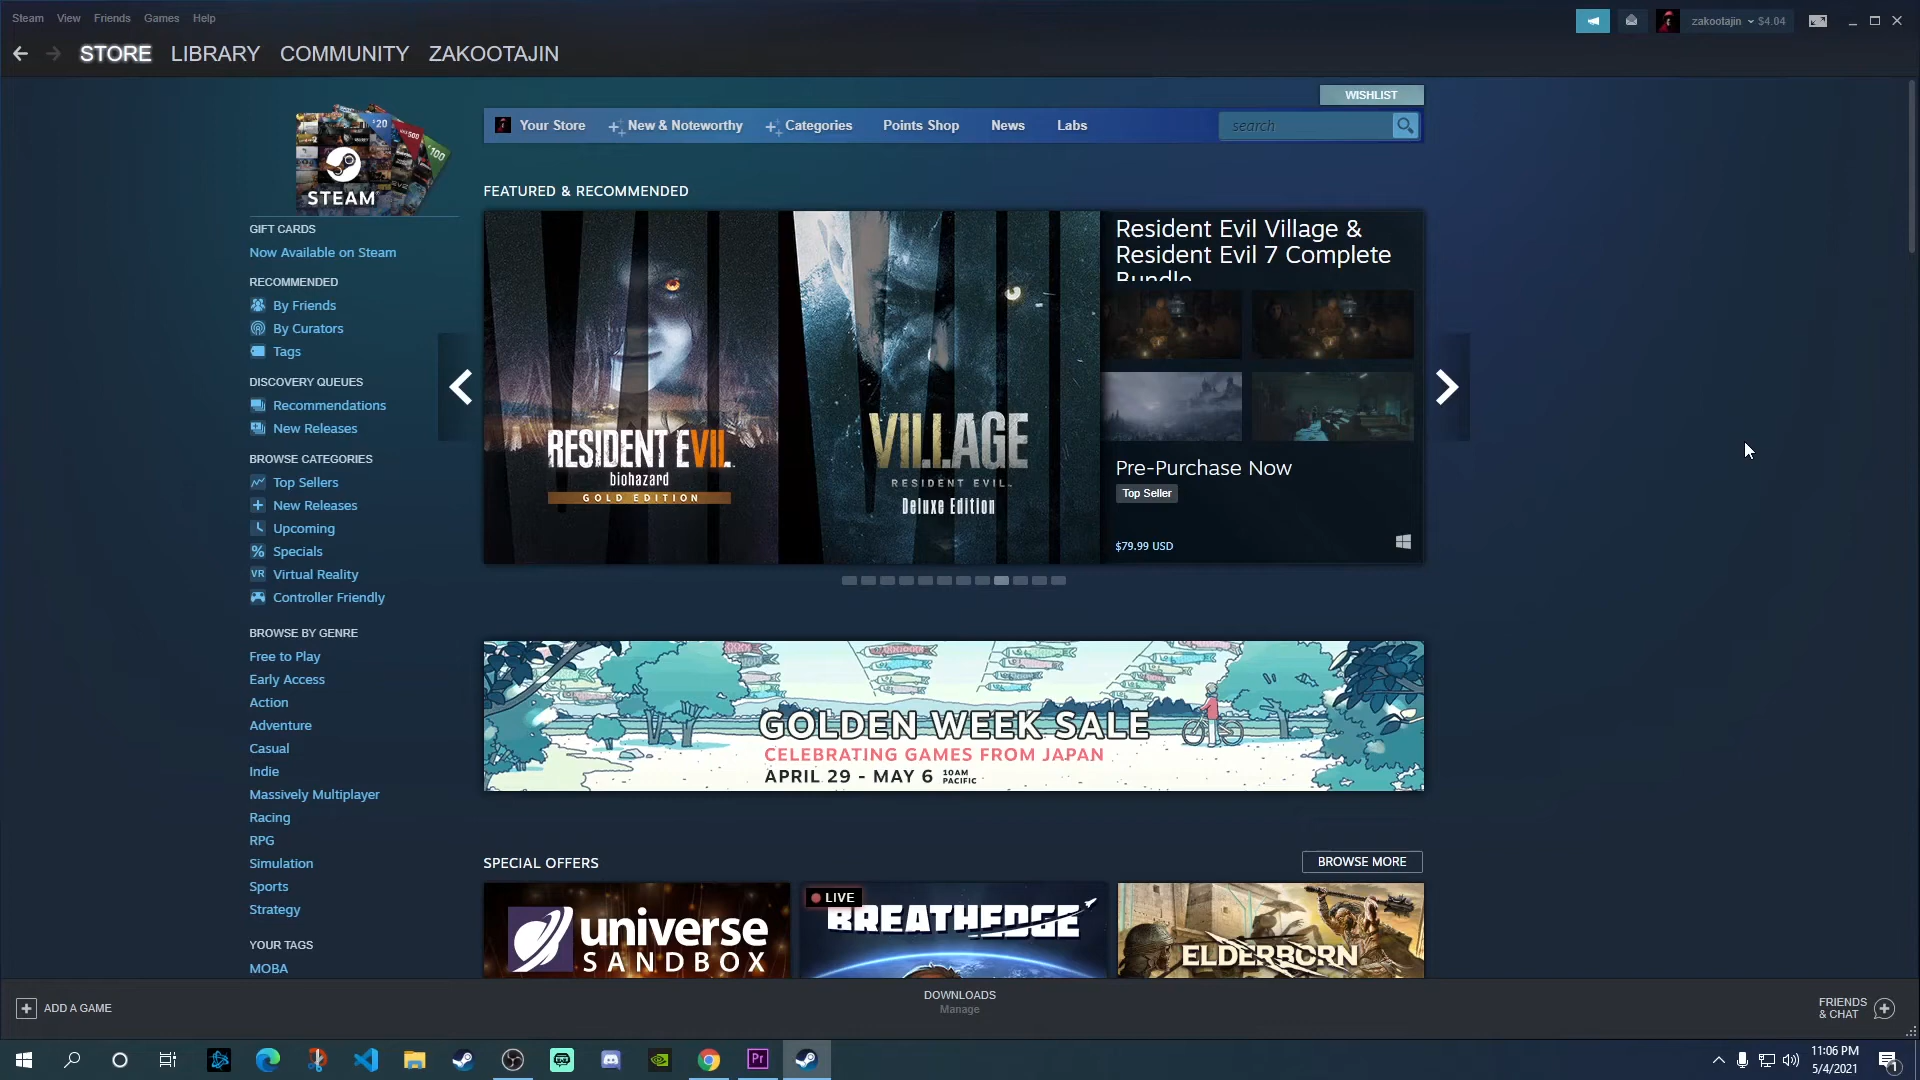 Steam View Friends Games Help
zakootajin $4.04
STORE LIBRARY COMMUNITY ZAKOOTAJIN
WISHLIST
Your Store New & Noteworthy Categories Points Shop News Labs search
$20 $500 $100
STEAM
GIFT CARDS
Now Available on Steam
RECOMMENDED
By Friends
By Curators
Tags
DISCOVERY QUEUES
Recommendations
New Releases
BROWSE CATEGORIES
Top Sellers
New Releases
Upcoming
% Specials
VR Virtual Reality
Controller Friendly
BROWSE BY GENRE
Free to Play
Early Access
Action
Adventure
Casual
Indie
Massively Multiplayer
Racing
RPG
Simulation
Sports
Strategy
YOUR TAGS
MOBA
FEATURED & RECOMMENDED
RESIDENT EVIL
biohazard
GOLD EDITION
VILLAGE
RESIDENT EVIL
Deluxe Edition
Resident Evil Village &
Resident Evil 7 Complete
Bundle
Pre-Purchase Now
Top Seller
$79.99 USD
GOLDEN WEEK SALE
CELEBRATING GAMES FROM JAPAN
APRIL 29 - MAY 6 10AM PACIFIC
SPECIAL OFFERS BROWSE MORE
universe
SANDBOX
LIVE
BREATHEDGE
ELDERBORN
ADD A GAME
DOWNLOADS
Manage
FRIENDS
& CHAT
Pr
11:06 PM
5/4/2021
1